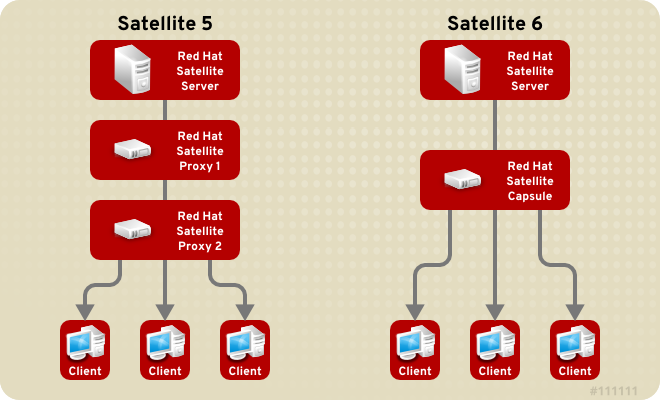 Satellite 5
Red Hat
Satellite
Server
Red Hat
Satellite
Proxy 1
Red Hat
Satellite
Proxy 2
Client
Client
Client
Satellite 6
Red Hat
Satellite
Server
Red Hat
Satellite
Capsule
Client
Client
Client
#111111